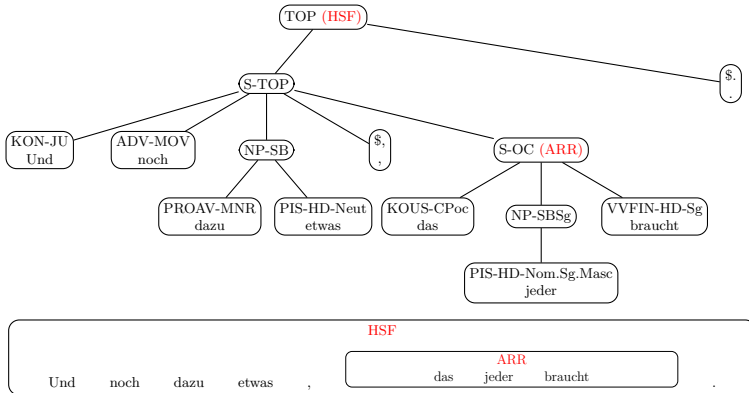 TOP (HSF)
S-TOP
$.
.
KON-JU
Und
ADV-MOV
noch
NP-SB
$,
,
S-OC (ARR)
PROAV-MNR
dazu
PIS-HD-Neut
etwas
KOUS-CPoc
das
NP-SBSg
VVFIN-HD-Sg
braucht
PIS-HD-Nom.Sg.Masc
jeder
HSF
ARR
Und noch dazu etwas , das jeder braucht .